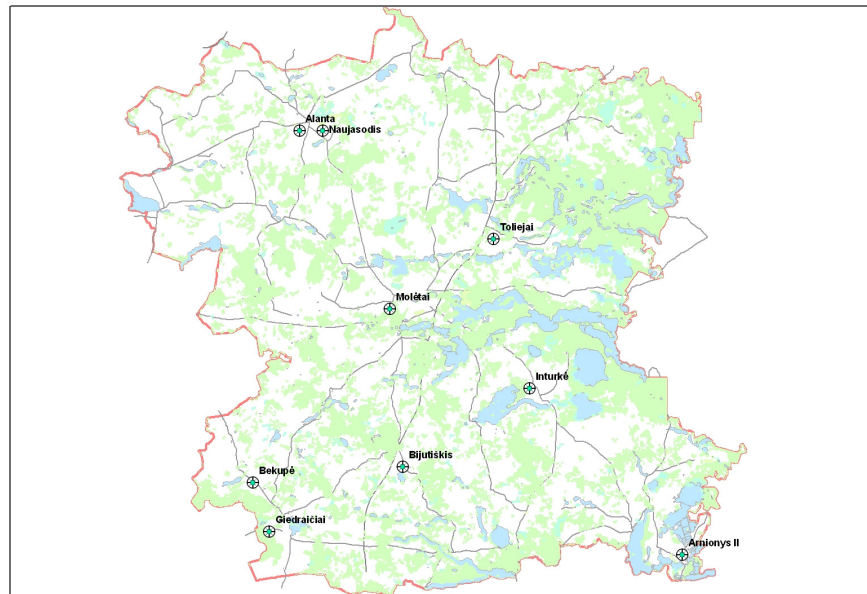 Alanta
Naujasodis
Toliejai
Molėtai
Inturkė
Bijutiškis
Bekupė
Giedraičiai
Arnionys II